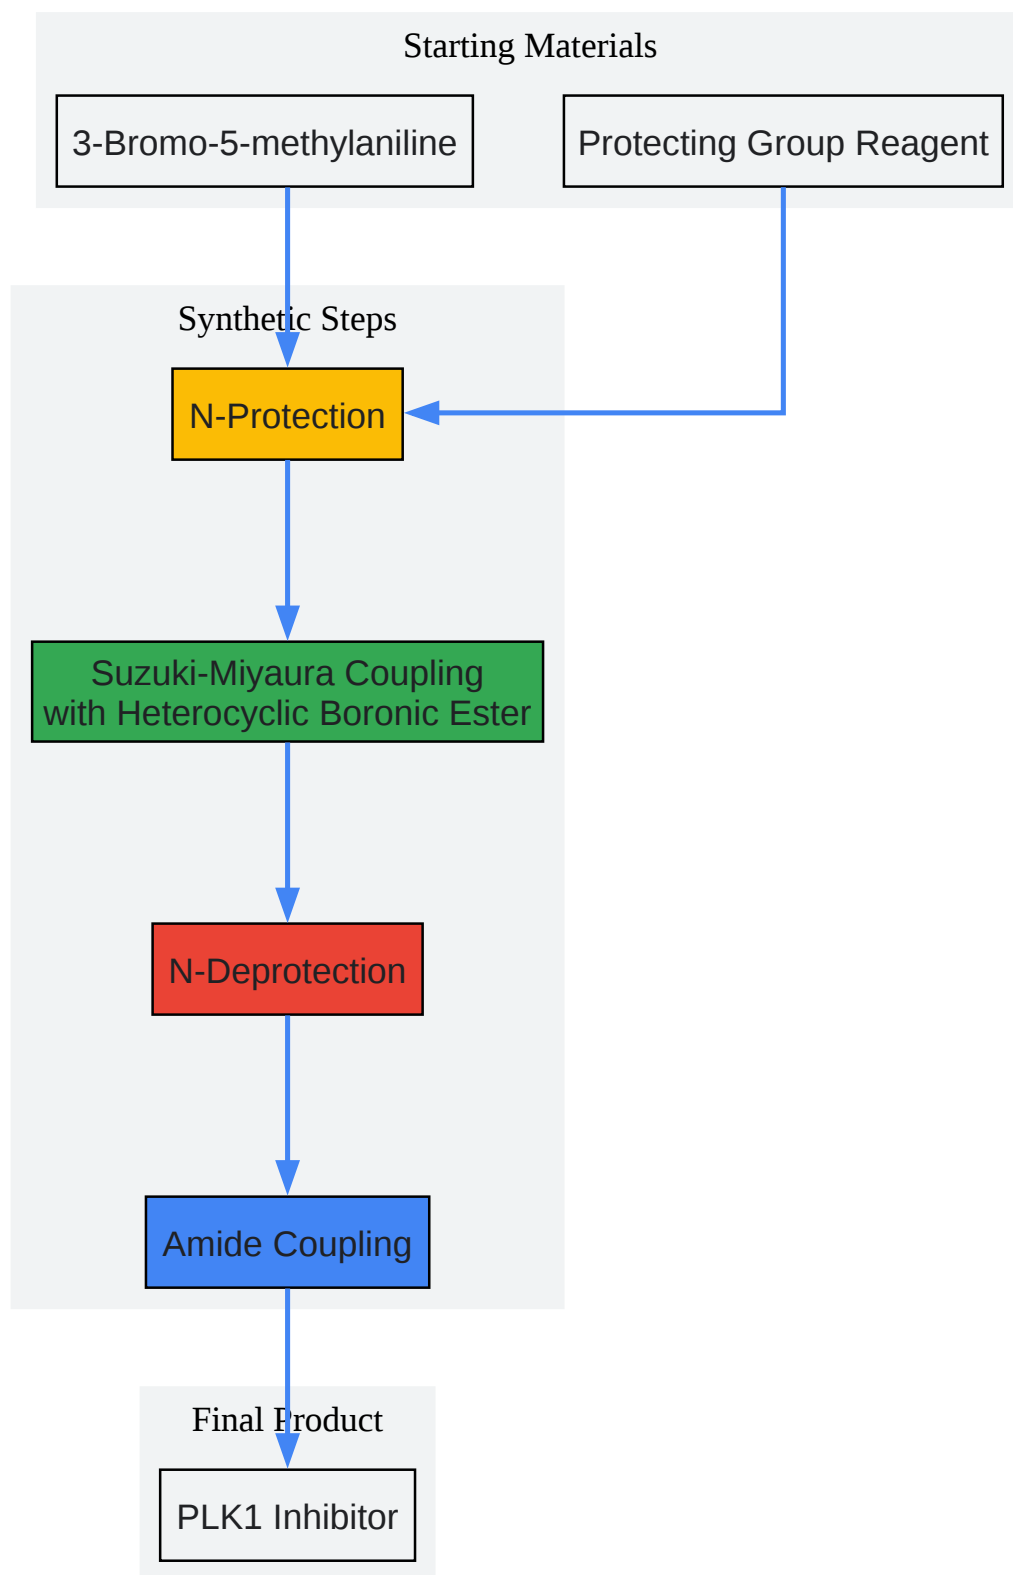 Starting Materials
3-Bromo-5-methylaniline
Protecting Group Reagent
Synthetic Steps
N-Protection
Suzuki-Miyaura Coupling
with Heterocyclic Boronic Ester
N-Deprotection
Amide Coupling
Final Product
PLK1 Inhibitor